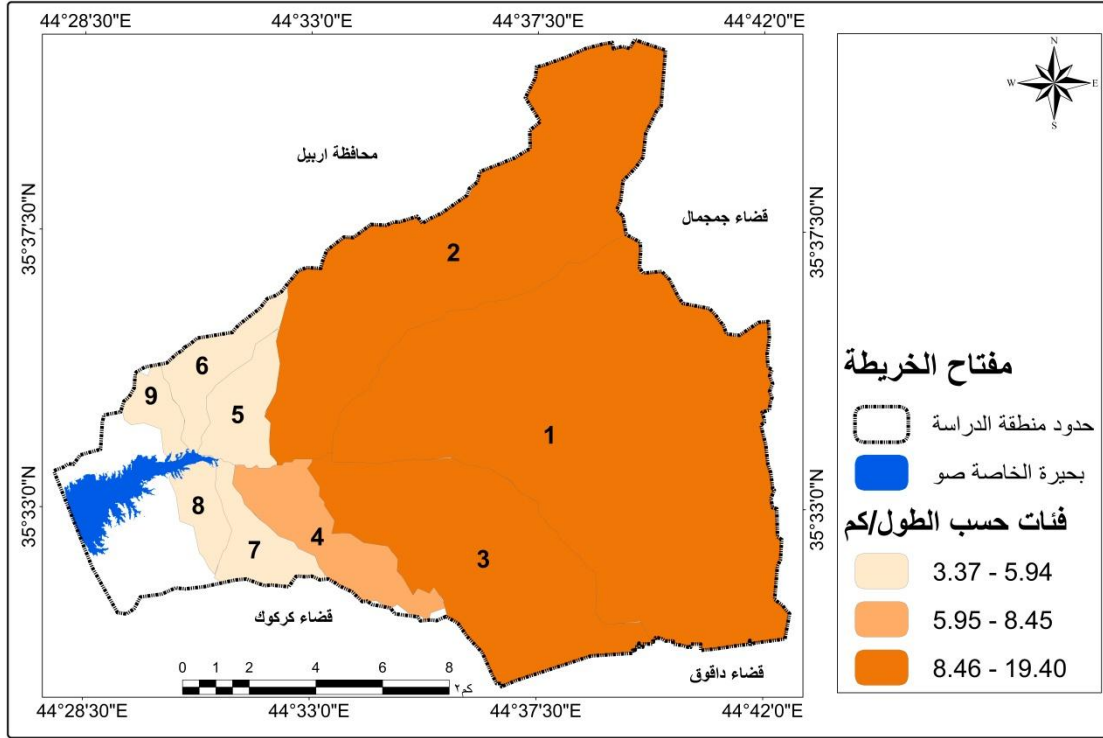 44°28'30"E
44°33'0"E
44°37'30"E
44°42'0"E
N
W
E
S
محافظة اربيل
قضاء جمجمال
35°37'30"N
35°37'30"N
2
6
9
5
1
مفتاح الخريطة
حدود منطقة الدراسة
بحيرة الخاصة صو
35°33'0"N
35°33'0"N
8
4
7
3
فئات حسب الطول/كم
3.37 - 5.94
5.95 - 8.45
8.46 - 19.40
قضاء كركوك
قضاء داقوق
0 1 2 4 6 8
كم٢
44°28'30"E
44°33'0"E
44°37'30"E
44°42'0"E